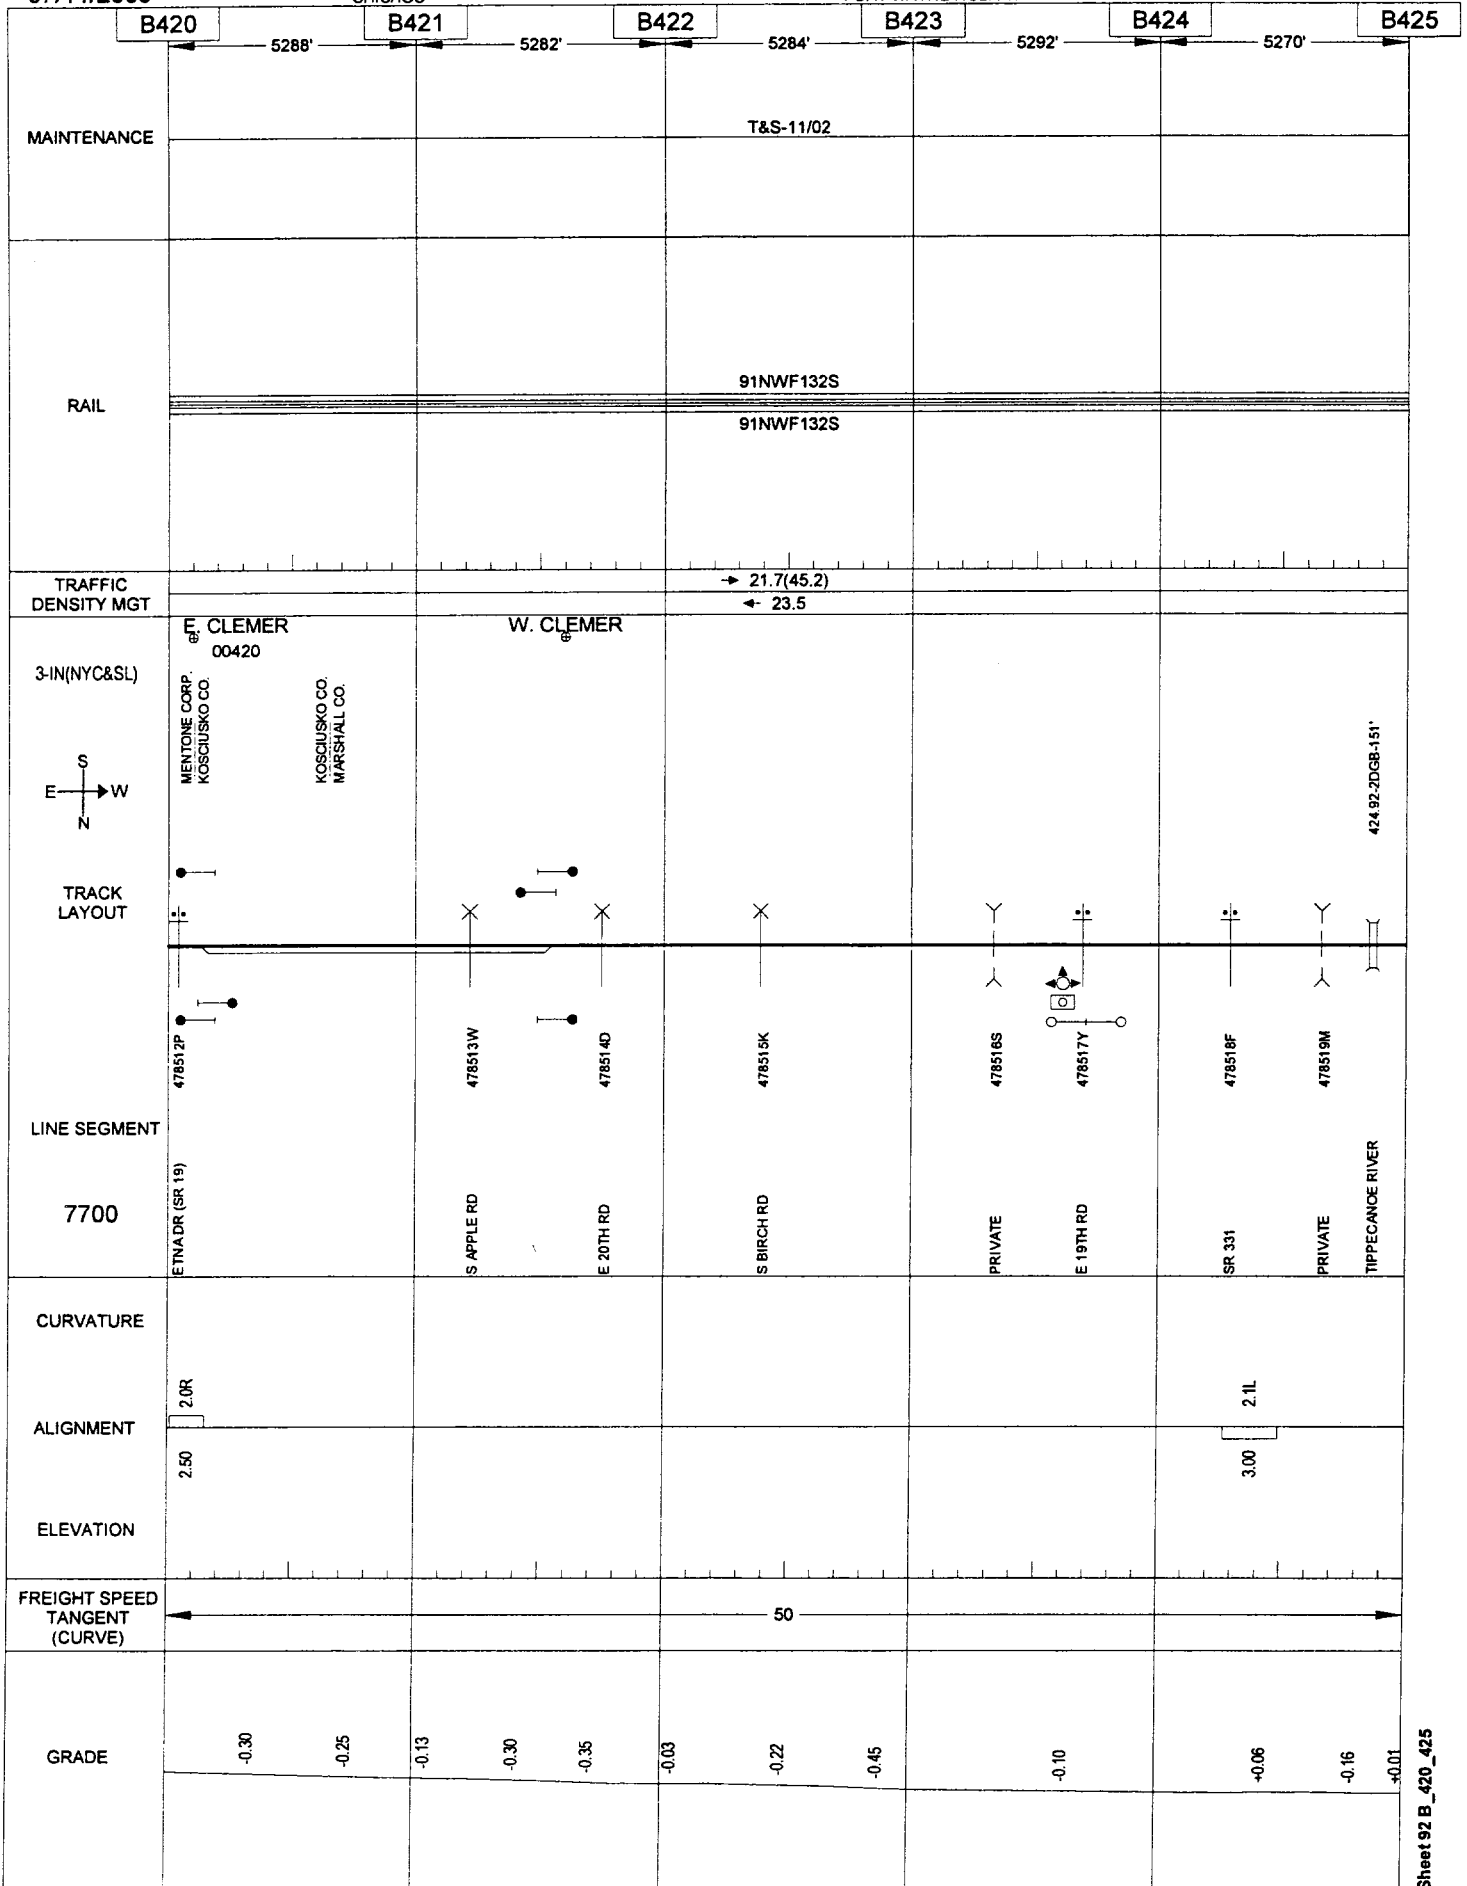 B420 B421 B422 B423 B424 B425
5288' 5282' 5284' 5292' 5270'
MAINTENANCE
T&S-11/02
RAIL
91NWF132S
91NWF132S
TRAFFIC
DENSITY MGT
21.7(45.2)
23.5
3-IN(NYC&SL)
E. CLEMER
00420
W. CLEMER
MENTONE CORP.
KOSCIUSKO CO.
KOSCIUSKO CO.
MARSHALL CO.
S
E W
N
424.92-2DGB-151'
TRACK
LAYOUT
478512P
478513W
478514D
478515K
478516S
478517Y
478518F
478519M
LINE SEGMENT
7700
ETNA DR (SR 19)
S APPLE RD
E 20TH RD
S BIRCH RD
PRIVATE
E 19TH RD
SR 331
PRIVATE
TIPPECANOE RIVER
CURVATURE
2.0R
2.1L
ALIGNMENT
2.50
3.00
ELEVATION
FREIGHT SPEED
TANGENT
(CURVE)
50
GRADE
-0.30
-0.25
-0.13
-0.30
-0.35
-0.03
-0.22
-0.45
-0.10
+0.06
-0.16
+0.01
Sheet 92 B_420_425